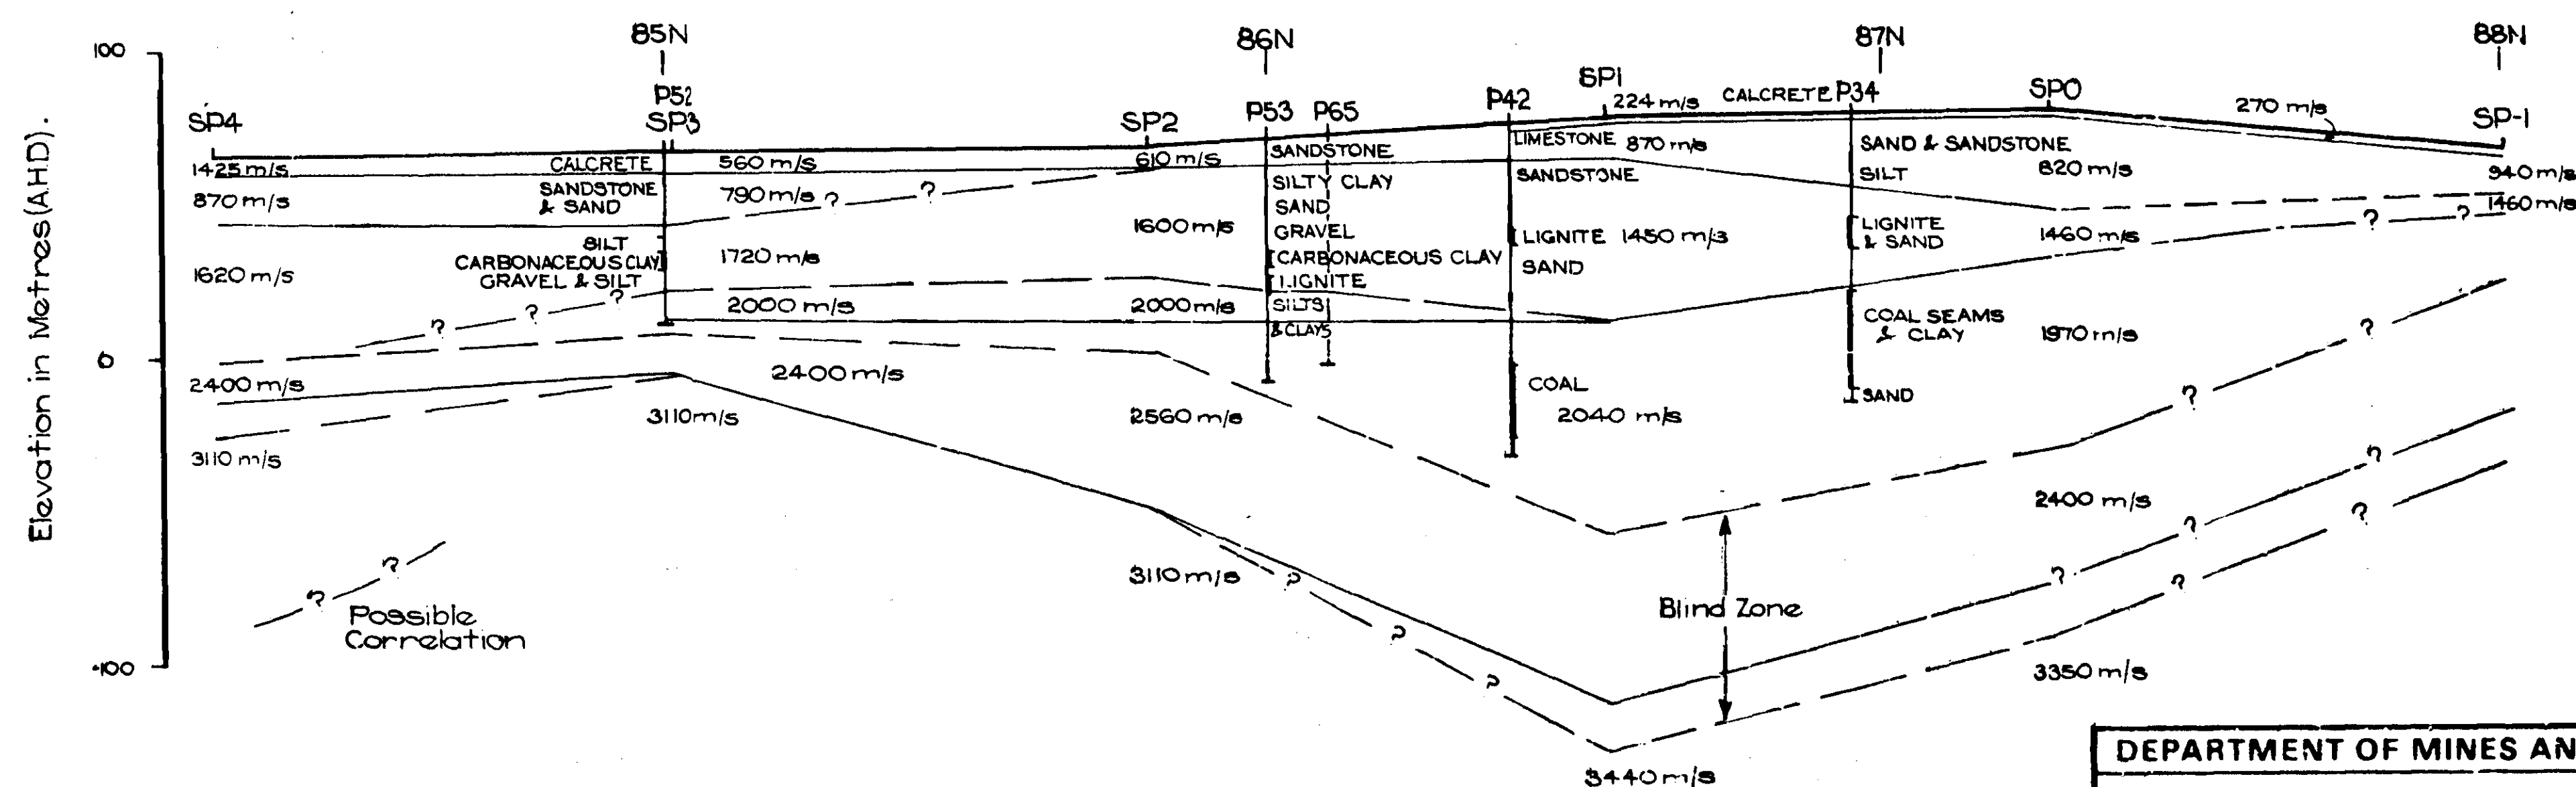 85N
86N
87N
88N
100
0
-100
Elevation in Metres (AHD).
SP4
P52
SP3
SP2
P53
P65
P42
SP1
P34
SP0
SP-1
224 m/s
CALCRETE
270 m/s
1425 m/s
870 m/s
1620 m/s
2400 m/s
3110 m/s
CALCRETE
SANDSTONE
& SAND
SILT
CARBONACEOUS CLAY
GRAVEL & SILT
560 m/s
790 m/s
?
?
1720 m/s
2000 m/s
2400 m/s
3110 m/s
?
?
?
610 m/s
1600 m/s
2000 m/s
2560 m/s
3110 m/s
SANDSTONE
SILTY CLAY
SAND
GRAVEL
CARBONACEOUS CLAY
LIGNITE
SILTS
& CLAYS
LIMESTONE
870 m/s
SANDSTONE
LIGNITE
1450 m/s
SAND
COAL
2040 m/s
SAND & SANDSTONE
SILT
LIGNITE
& SAND
COAL SEAMS
& CLAY
SAND
820 m/s
1460 m/s
1970 m/s
2400 m/s
3350 m/s
940 m/s
1460 m/s
?
?
?
?
?
?
?
?
?
?
?
?
?
3440 m/s
Blind Zone
?
?
Possible
Correlation
DEPARTMENT OF MINES AN